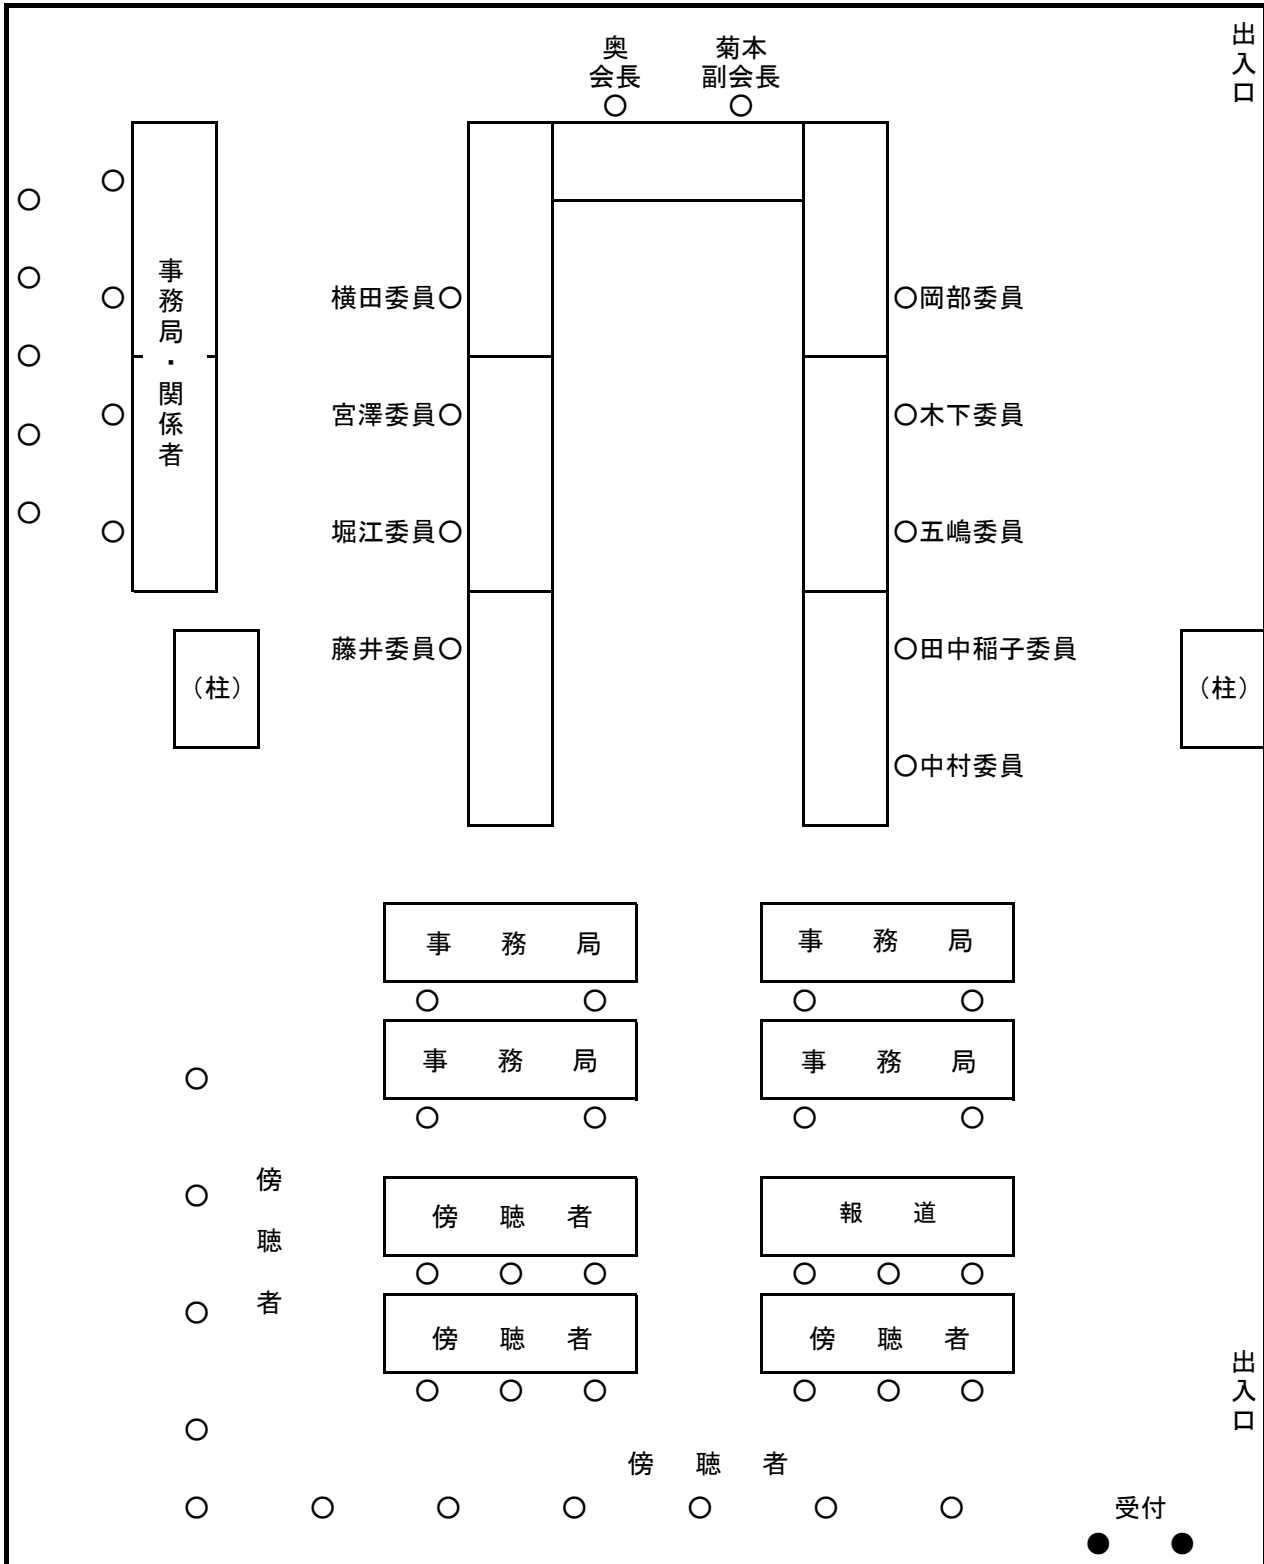 奥
会長
菊本
副会長
出入口
事務局・関係者
横田委員
岡部委員
宮澤委員
木下委員
堀江委員
五嶋委員
藤井委員
田中稲子委員
(柱)
(柱)
中村委員
事務局
事務局
事務局
事務局
傍聴者
傍聴者
報道
傍聴者
傍聴者
出入口
傍聴者
受付